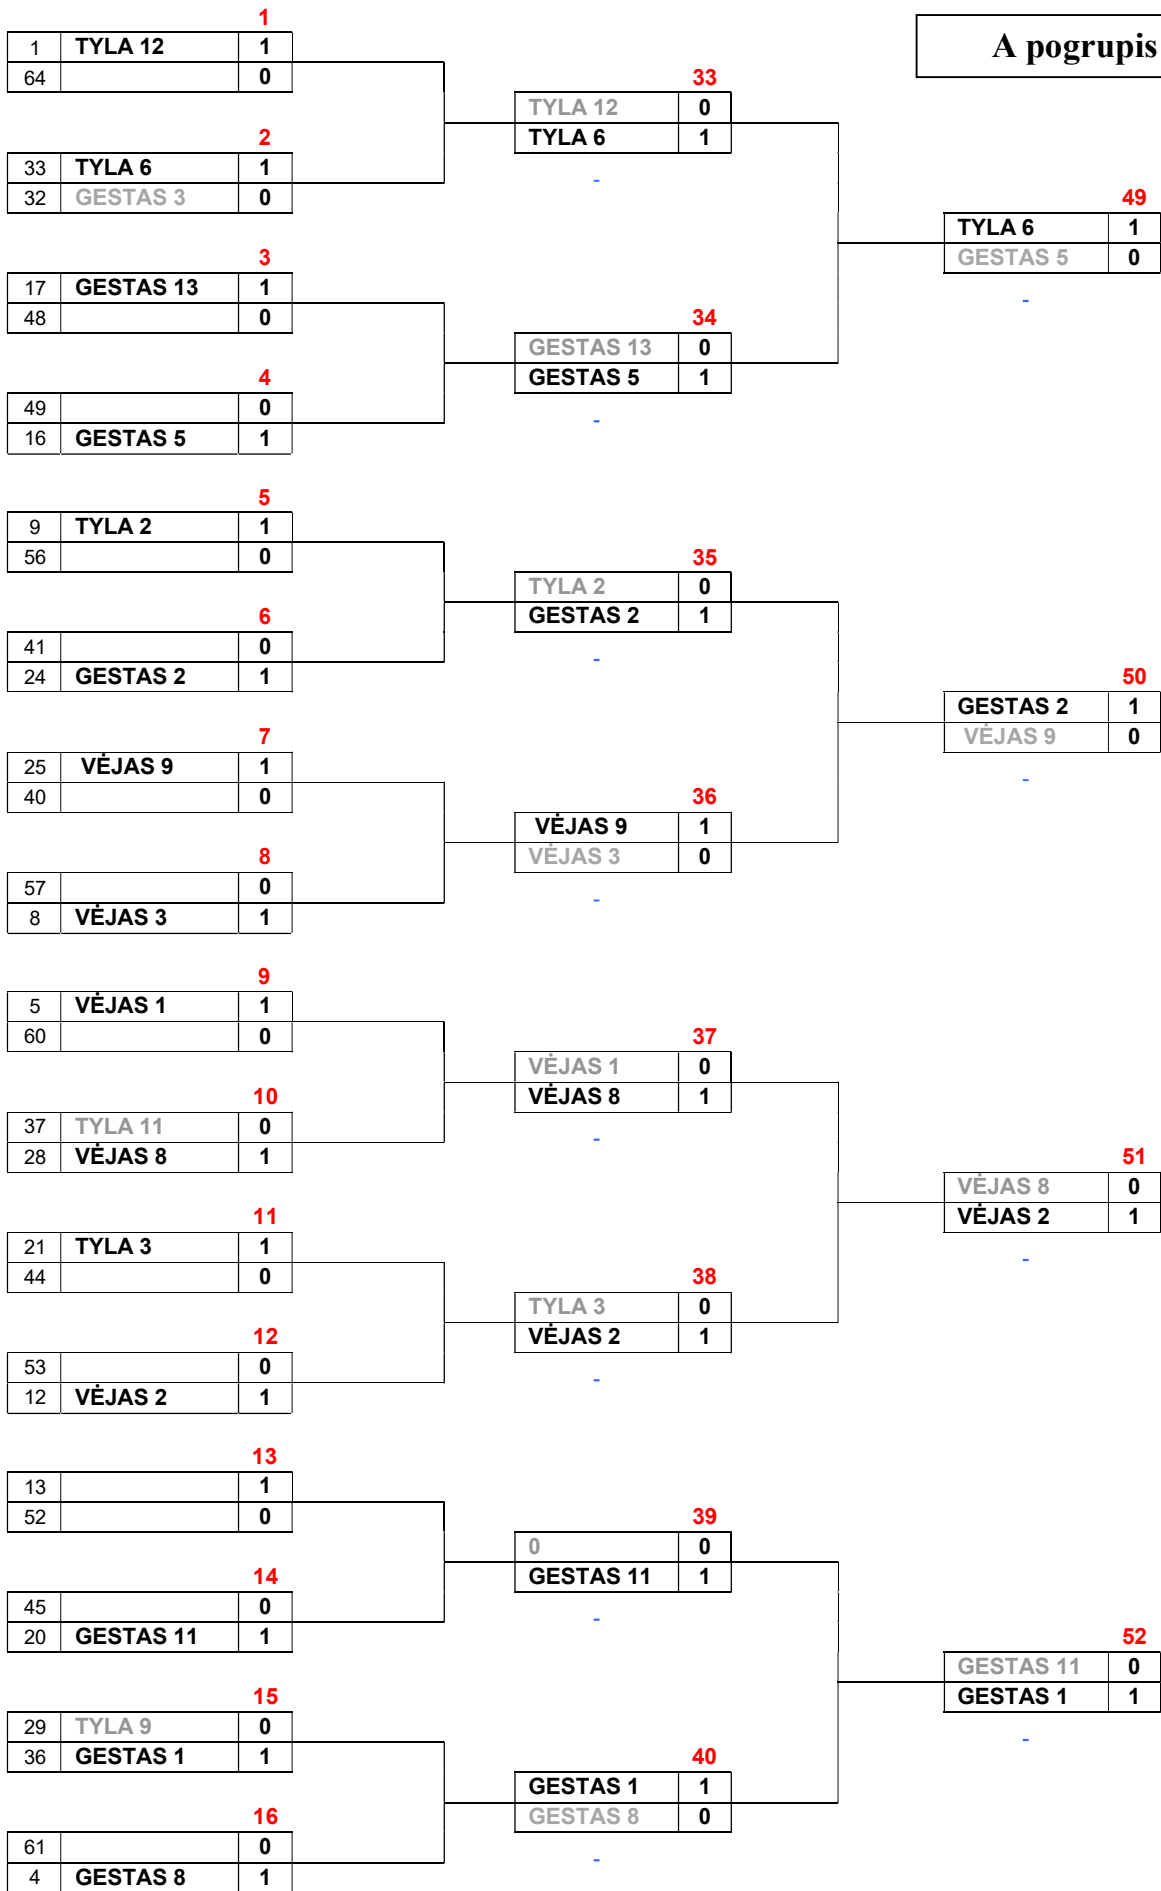 A pogrupis
1
1 TYLA 12 1
64 0
2
33 TYLA 6 1
32 GESTAS 3 0
3
17 GESTAS 13 1
48 0
4
49 0
16 GESTAS 5 1
5
9 TYLA 2 1
56 0
6
41 0
24 GESTAS 2 1
7
25 VĖJAS 9 1
40 0
8
57 0
8 VĖJAS 3 1
9
5 VĖJAS 1 1
60 0
10
37 TYLA 11 0
28 VĖJAS 8 1
11
21 TYLA 3 1
44 0
12
53 0
12 VĖJAS 2 1
13
13 1
52 0
14
45 0
20 GESTAS 11 1
15
29 TYLA 9 0
36 GESTAS 1 1
16
61 0
4 GESTAS 8 1
33
TYLA 12 0
TYLA 6 1
-
34
GESTAS 13 0
GESTAS 5 1
-
35
TYLA 2 0
GESTAS 2 1
-
36
VĖJAS 9 1
VĖJAS 3 0
-
37
VĖJAS 1 0
VĖJAS 8 1
-
38
TYLA 3 0
VĖJAS 2 1
-
39
0 0
GESTAS 11 1
-
40
GESTAS 1 1
GESTAS 8 0
-
49
TYLA 6 1
GESTAS 5 0
-
50
GESTAS 2 1
VĖJAS 9 0
-
51
VĖJAS 8 0
VĖJAS 2 1
-
52
GESTAS 11 0
GESTAS 1 1
-